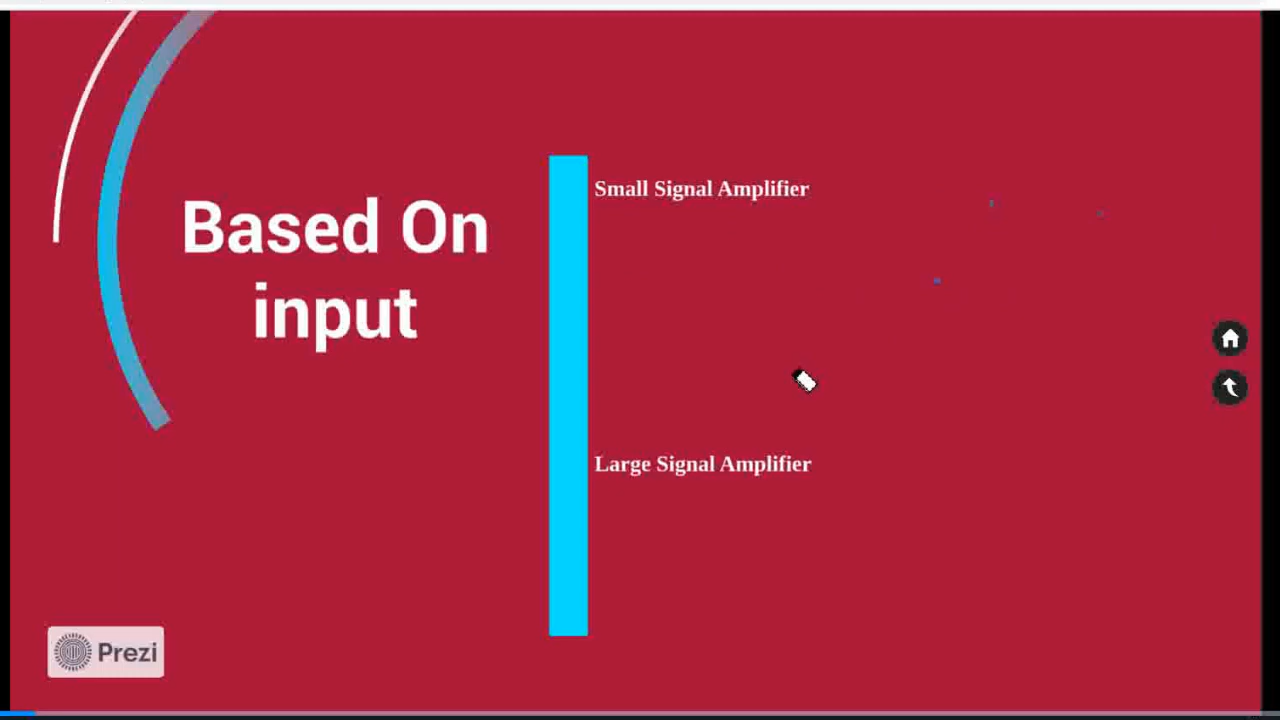 Based On
input
Small Signal Amplifier
Large Signal Amplifier
Prezi